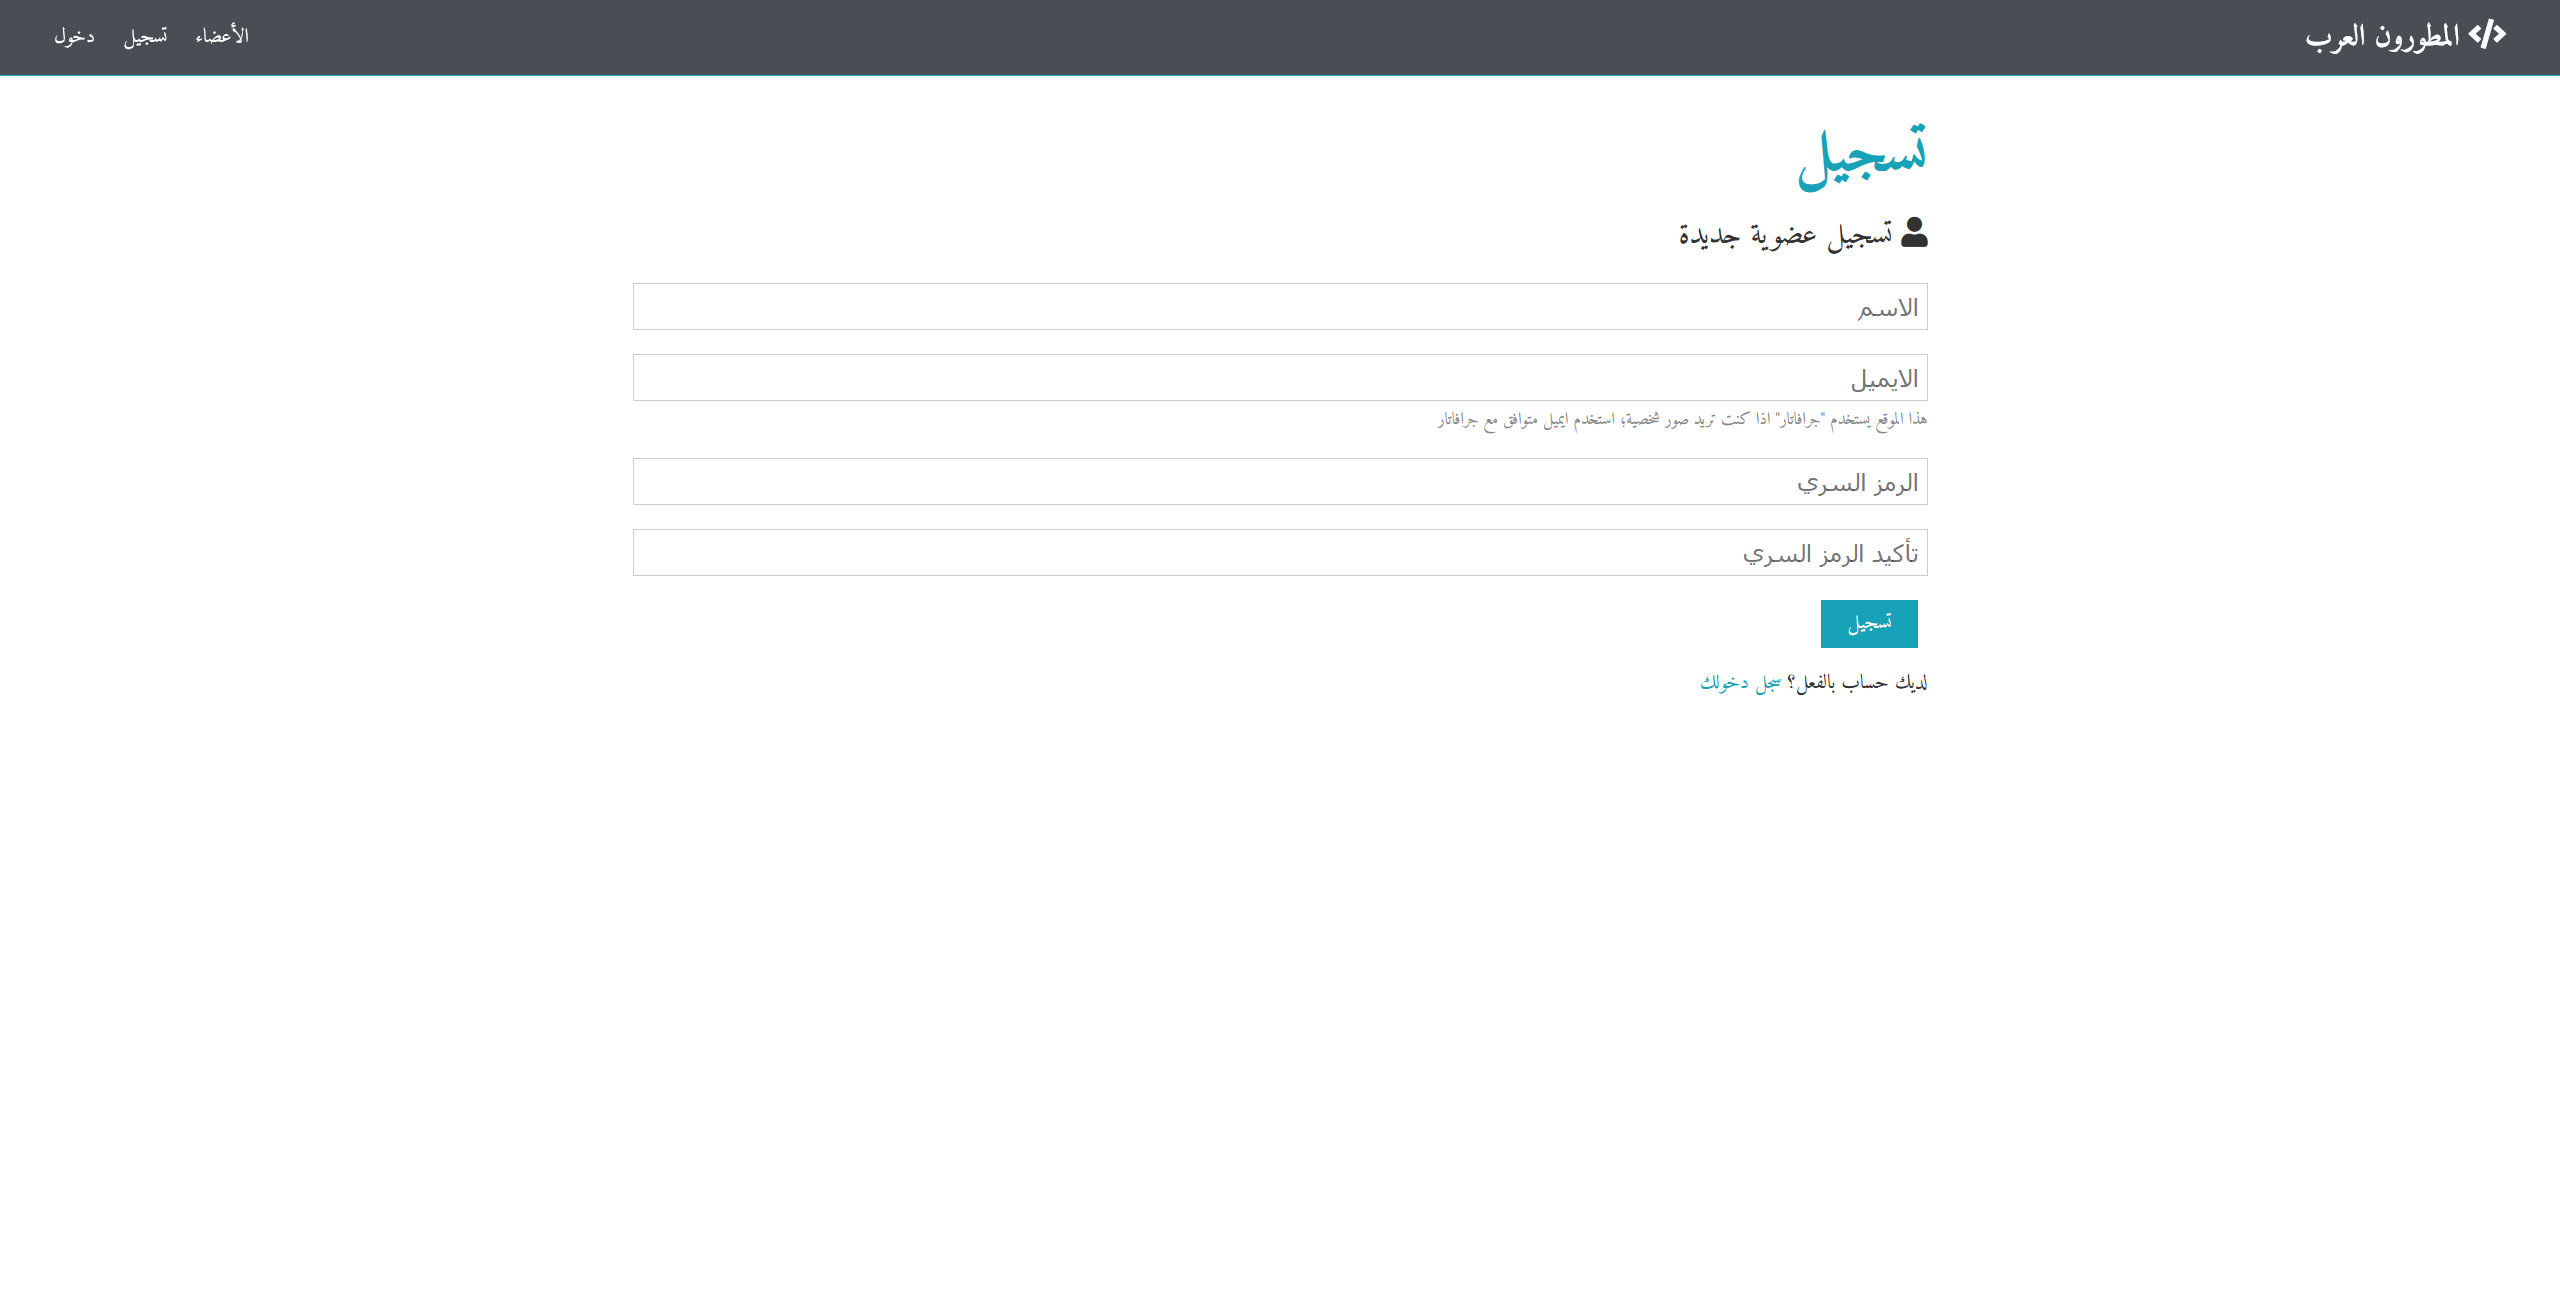 المطورون العرب
الأعضاء تسجيل دخول
تسجيل
تسجيل عضوية جديدة
الاسم
الايميل
هذا الموقع يستخدم "جرافاتار" اذا كنت تريد صور شخصية؛ استخدم ايميل متوافق مع جرافاتار
الرمز السري
تأكيد الرمز السري
تسجيل
لديك حساب بالفعل؟ سجل دخولك